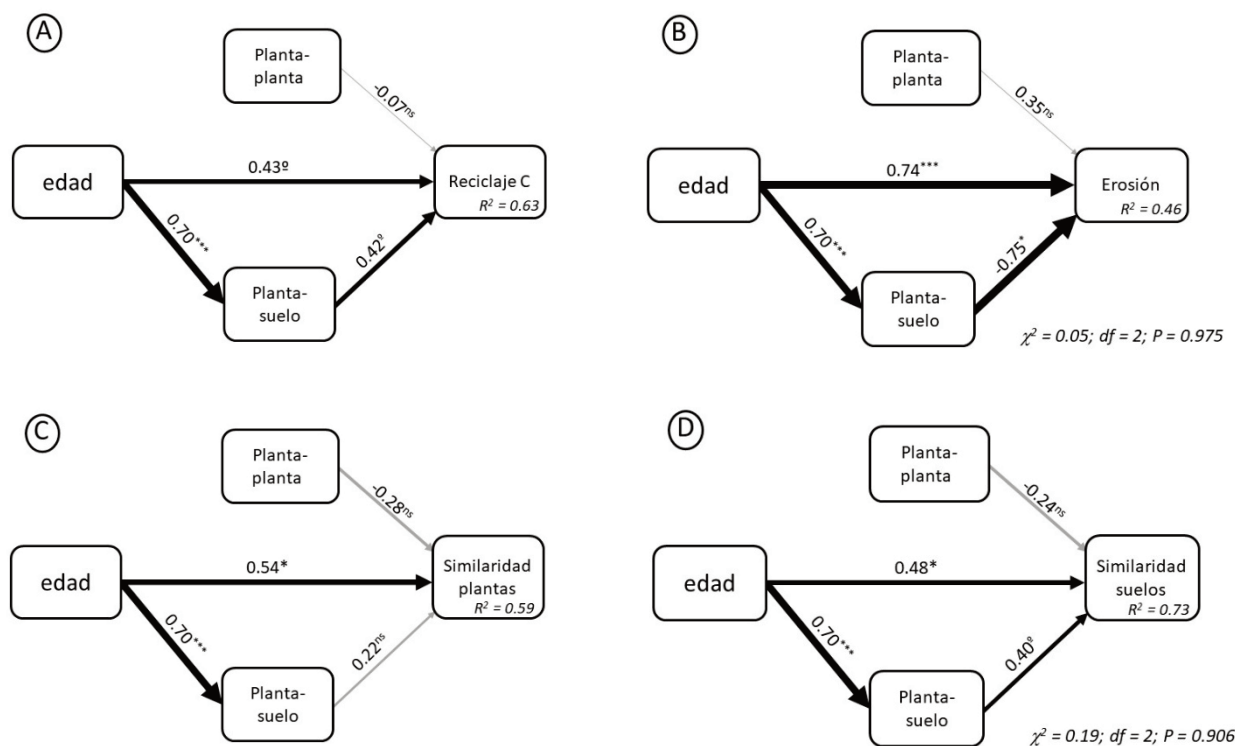 A
Planta-
planta
-0.07ns
edad
0.43º
Reciclaje C
R² = 0.63
0.70***
0.42º
Planta-
suelo
B
Planta-
planta
0.35ns
edad
0.74***
Erosión
R² = 0.46
0.70***
-0.75*
Planta-
suelo
χ² = 0.05; df = 2; P = 0.975
C
Planta-
planta
-0.28ns
edad
0.54*
Similaridad
plantas
R² = 0.59
0.70***
0.22ns
Planta-
suelo
D
Planta-
planta
-0.24ns
edad
0.48*
Similaridad
suelos
R² = 0.73
0.70***
0.40º
Planta-
suelo
χ² = 0.19; df = 2; P = 0.906